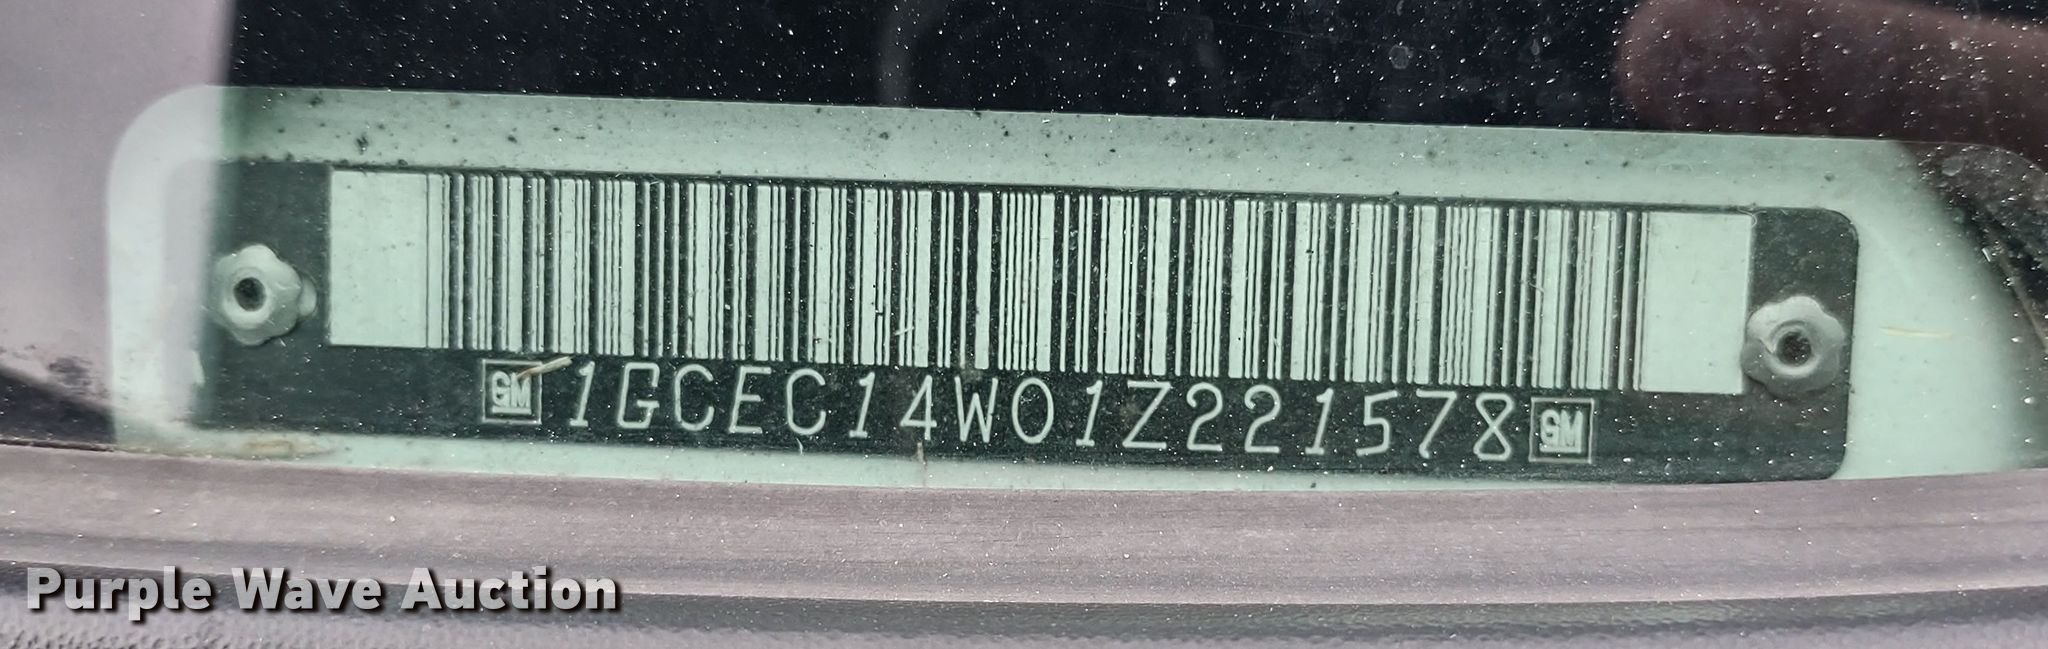 GM 1GCEC14W01Z221578 GM
Purple Wave Auction